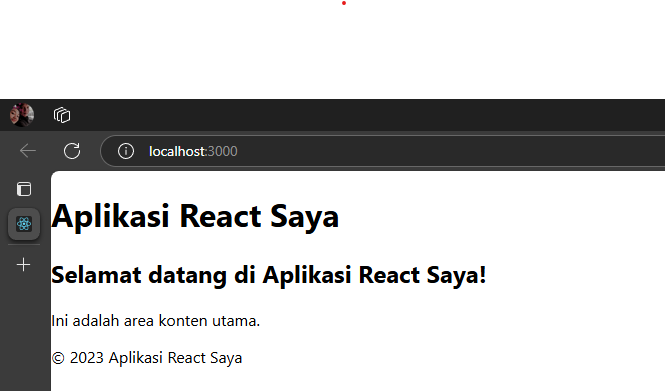 localhost:3000
Aplikasi React Saya
Selamat datang di Aplikasi React Saya!
Ini adalah area konten utama.
© 2023 Aplikasi React Saya